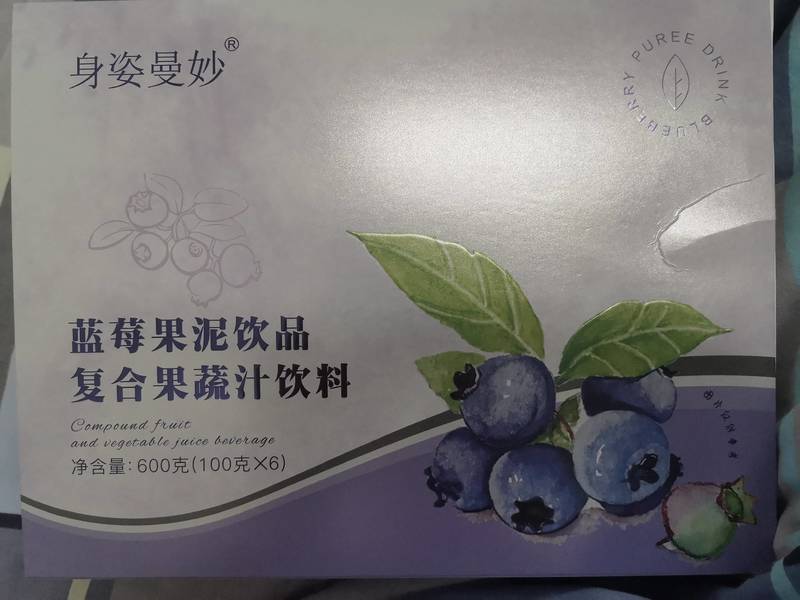 身姿曼妙®
BLUEBERRY PUREE DRINK
蓝莓果泥饮品
复合果蔬汁饮料
Compound fruit
and vegetable juice beverage
净含量:600克(100克×6)